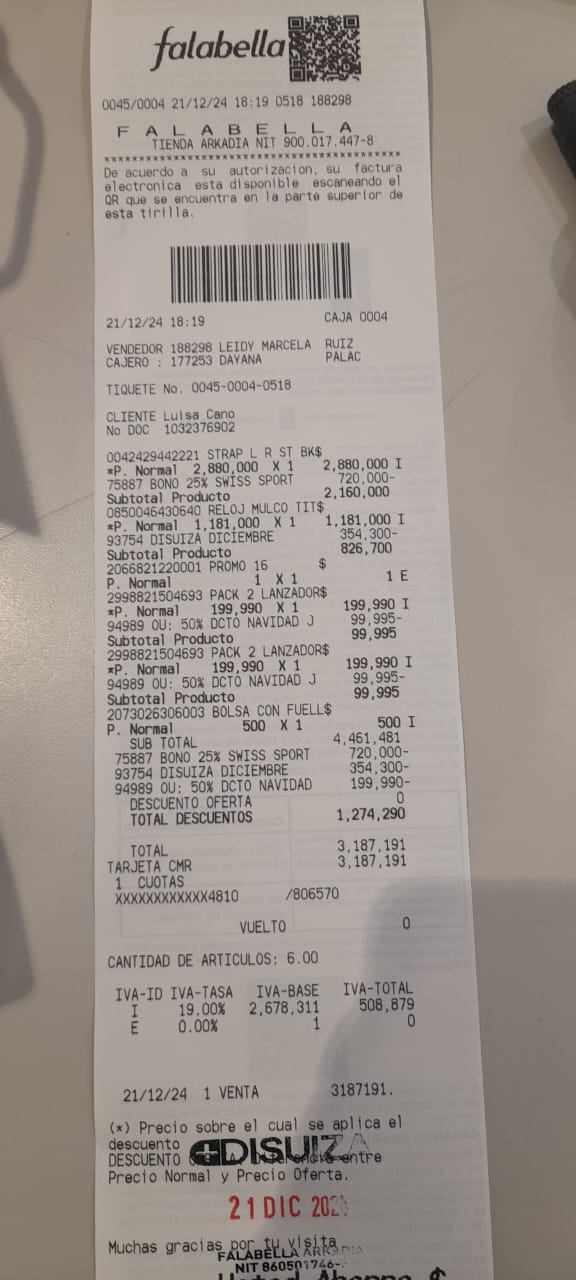 falabella
0045/0004 21/12/24 18:19 0518 188298
F A L A B E L L A
TIENDA ARKADIA NIT 900.017.447-8
******************************************
De acuerdo a su autorizacion, su factura
electronica esta disponible escaneando el
QR que se encuentra en la parte superior de
esta tirilla.
21/12/24 18:19 CAJA 0004
VENDEDOR 188298 LEIDY MARCELA RUIZ
CAJERO : 177253 DAYANA PALAC
TIQUETE No. 0045-0004-0518
CLIENTE Luisa Cano
No DOC 1032376902
0042429442221 STRAP L R ST BK$
*P. Normal 2,880,000 X 1 2,880,000 I
75887 BONO 25% SWISS SPORT 720,000-
Subtotal Producto 2,160,000
0850046430640 RELOJ MULCO TIT$
*P. Normal 1,181,000 X 1 1,181,000 I
93754 DISUIZA DICIEMBRE 354,300-
Subtotal Producto 826,700
2066821220001 PROMO 16 $
P. Normal 1 X 1 1 E
2998821504693 PACK 2 LANZADOR$
*P. Normal 199,990 X 1 199,990 I
94989 OU: 50% DCTO NAVIDAD J 99,995-
Subtotal Producto 99,995
2998821504693 PACK 2 LANZADOR$
*P. Normal 199,990 X 1 199,990 I
94989 OU: 50% DCTO NAVIDAD J 99,995-
Subtotal Producto 99,995
2073026306003 BOLSA CON FUELL$
P. Normal 500 X 1 500 I
SUB TOTAL 4,461,481
75887 BONO 25% SWISS SPORT 720,000-
93754 DISUIZA DICIEMBRE 354,300-
94989 OU: 50% DCTO NAVIDAD 199,990-
DESCUENTO OFERTA 0
TOTAL DESCUENTOS 1,274,290
TOTAL 3,187,191
TARJETA CMR 3,187,191
1 CUOTAS
XXXXXXXXXXXX4810 /806570
VUELTO 0
CANTIDAD DE ARTICULOS: 6.00
IVA-ID IVA-TASA IVA-BASE IVA-TOTAL
I 19.00% 2,678,311 508,879
E 0.00% 1 0
21/12/24 1 VENTA 3187191.
(*) Precio sobre el cual se aplica el
descuento
DISUIZA
DESCUENTO entre
Precio Normal y Precio Oferta.
21 DIC
Muchas gracias por tu visita
FALABELLA ARKADIA
NIT 860501746-